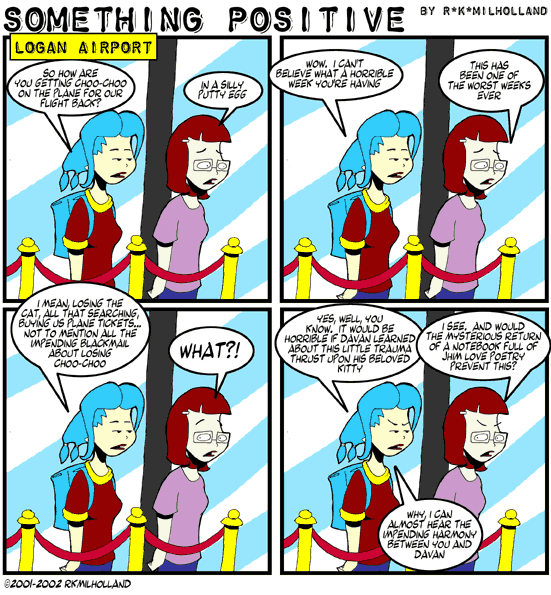 SOMETHING POSITIVE BY R*K*MILHOLLAND
LOGAN AIRPORT
SO HOW ARE
YOU GETTING CHOO-CHOO
ON THE PLANE FOR OUR
FLIGHT BACK?
IN A SILLY
PUTTY EGG
WOW. I CAN'T
BELIEVE WHAT A HORRIBLE
WEEK YOU'RE HAVING
THIS HAS
BEEN ONE OF
THE WORST WEEKS
EVER
I MEAN, LOSING THE
CAT, ALL THAT SEARCHING,
BUYING US PLANE TICKETS...
NOT TO MENTION ALL THE
IMPENDING BLACKMAIL
ABOUT LOSING
CHOO-CHOO
WHAT?!
YES, WELL, YOU
KNOW. IT WOULD BE
HORRIBLE IF DAVAN LEARNED
ABOUT THIS LITTLE TRAUMA
THRUST UPON HIS BELOVED
KITTY
I SEE, AND WOULD
THE MYSTERIOUS RETURN
OF A NOTEBOOK FULL OF
JHIM LOVE POETRY
PREVENT THIS?
WHY, I CAN
ALMOST HEAR THE
IMPENDING HARMONY
BETWEEN YOU AND
DAVAN
©2001-2002 RKMILHOLLAND